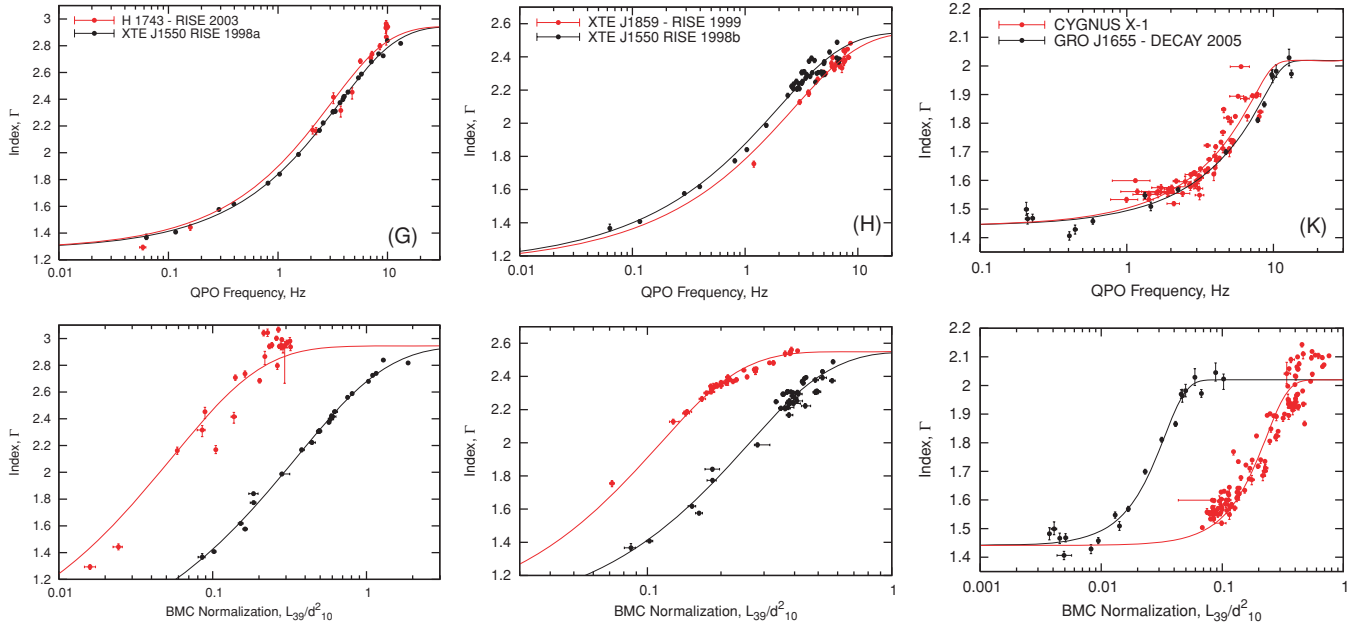 H 1743 - RISE 2003
XTE J1550 RISE 1998a
3
2.8
2.6
2.4
2.2
2
1.8
1.6
1.4
1.2
Index, Γ
(G)
0.01 0.1 1 10
QPO Frequency, Hz
XTE J1859 - RISE 1999
XTE J1550 RISE 1998b
3
2.8
2.6
2.4
2.2
2
1.8
1.6
1.4
1.2
Index, Γ
(H)
0.01 0.1 1 10
QPO Frequency, Hz
CYGNUS X-1
GRO J1655 - DECAY 2005
2.2
2.1
2
1.9
1.8
1.7
1.6
1.5
1.4
Index, Γ
(K)
0.1 1 10
QPO Frequency, Hz
3
2.8
2.6
2.4
2.2
2
1.8
1.6
1.4
1.2
Index, Γ
0.01 0.1 1
BMC Normalization, L₃₉/d²₁₀
2.6
2.4
2.2
2
1.8
1.6
1.4
1.2
Index, Γ
0.1 1
BMC Normalization, L₃₉/d²₁₀
2.2
2.1
2
1.9
1.8
1.7
1.6
1.5
1.4
Index, Γ
0.001 0.01 0.1 1
BMC Normalization, L₃₉/d²₁₀